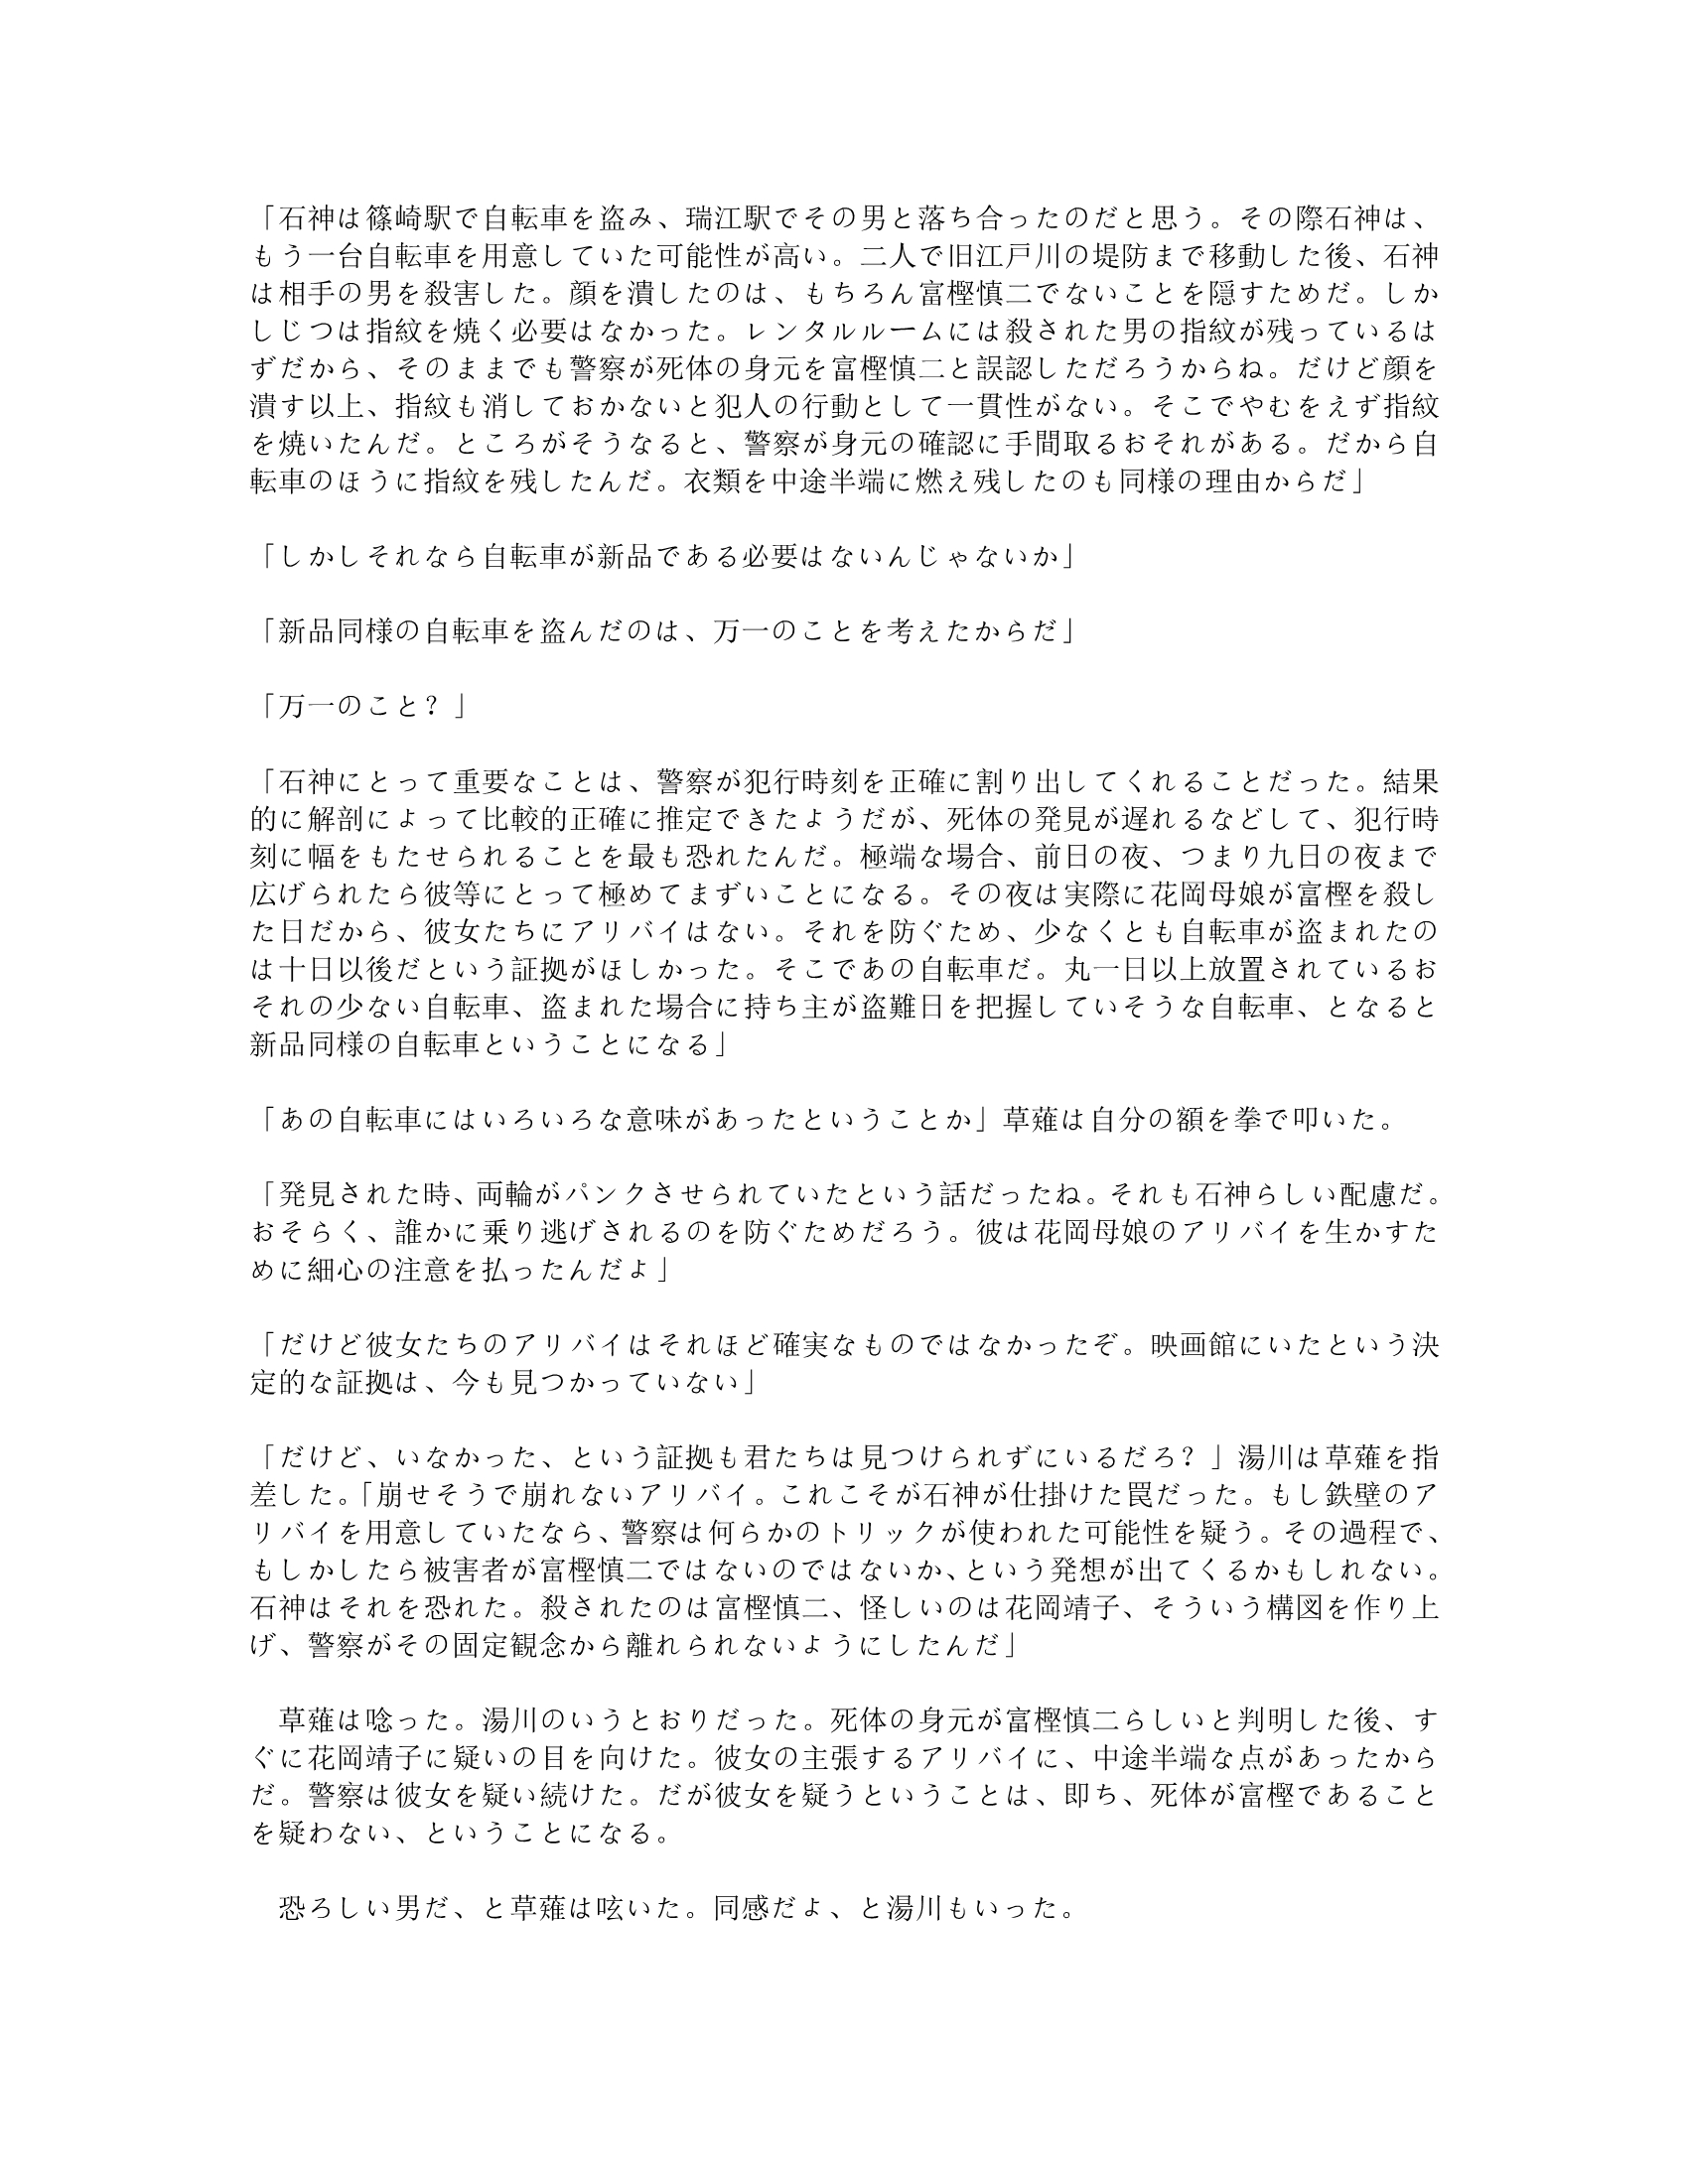 「石神は篠崎駅で自転車を盗み、瑞江駅でその男と落ち合ったのだと思う。その際石神は、
もう一台自転車を用意していた可能性が高い。二人で旧江戸川の堤防まで移動した後、石神
は相手の男を殺害した。顔を潰したのは、もちろん富樫慎二でないことを隠すためだ。しか
しじつは指紋を焼く必要はなかった。レンタルルームには殺された男の指紋が残っているは
ずだから、そのままでも警察が死体の身元を富樫慎二と誤認しただろうからね。だけど顔を
潰す以上、指紋も消しておかないと犯人の行動として一貫性がない。そこでやむをえず指紋
を焼いたんだ。ところがそうなると、警察が身元の確認に手間取るおそれがある。だから自
転車のほうに指紋を残したんだ。衣類を中途半端に燃え残したのも同様の理由からだ」
「しかしそれなら自転車が新品である必要はないんじゃないか」
「新品同様の自転車を盗んだのは、万一のことを考えたからだ」
「万一のこと？」
「石神にとって重要なことは、警察が犯行時刻を正確に割り出してくれることだった。結果
的に解剖によって比較的正確に推定できたようだが、死体の発見が遅れるなどして、犯行時
刻に幅をもたせられることを最も恐れたんだ。極端な場合、前日の夜、つまり九日の夜まで
広げられたら彼等にとって極めてまずいことになる。その夜は実際に花岡母娘が富樫を殺し
た日だから、彼女たちにアリバイはない。それを防ぐため、少なくとも自転車が盗まれたの
は十日以後だという証拠がほしかった。そこであの自転車だ。丸一日以上放置されているお
それの少ない自転車、盗まれた場合に持ち主が盗難日を把握していそうな自転車、となると
新品同様の自転車ということになる」
「あの自転車にはいろいろな意味があったということか」草薙は自分の額を拳で叩いた。
「発見された時、両輪がパンクさせられていたという話だったね。それも石神らしい配慮だ。
おそらく、誰かに乗り逃げされるのを防ぐためだろう。彼は花岡母娘のアリバイを生かすた
めに細心の注意を払ったんだよ」
「だけど彼女たちのアリバイはそれほど確実なものではなかったぞ。映画館にいたという決
定的な証拠は、今も見つかっていない」
「だけど、いなかった、という証拠も君たちは見つけられずにいるだろ？」湯川は草薙を指
差した。「崩せそうで崩れないアリバイ。これこそが石神が仕掛けた罠だった。もし鉄壁のア
リバイを用意していたなら、警察は何らかのトリックが使われた可能性を疑う。その過程で、
もしかしたら被害者が富樫慎二ではないのではないか、という発想が出てくるかもしれない。
石神はそれを恐れた。殺されたのは富樫慎二、怪しいのは花岡靖子、そういう構図を作り上
げ、警察がその固定観念から離れられないようにしたんだ」
　草薙は唸った。湯川のいうとおりだった。死体の身元が富樫慎二らしいと判明した後、す
ぐに花岡靖子に疑いの目を向けた。彼女の主張するアリバイに、中途半端な点があったから
だ。警察は彼女を疑い続けた。だが彼女を疑うということは、即ち、死体が富樫であること
を疑わない、ということになる。
　恐ろしい男だ、と草薙は呟いた。同感だよ、と湯川もいった。